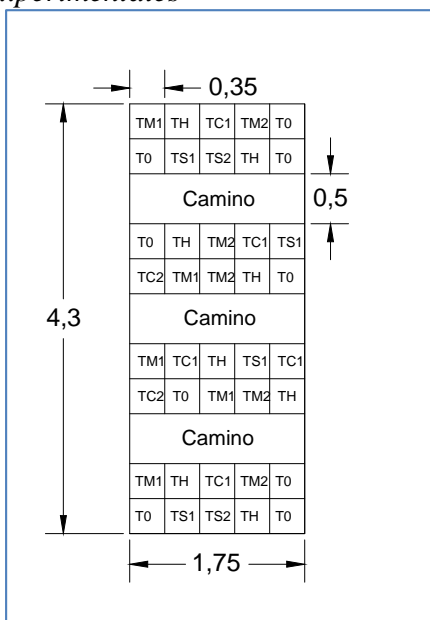 0,35
TM1 TH TC1 TM2 T0
T0 TS1 TS2 TH T0
Camino 0,5
T0 TH TM2 TC1 TS1
TC2 TM1 TM2 TH T0
4,3 Camino
TM1 TC1 TH TS1 TC1
TC2 T0 TM1 TM2 TH
Camino
TM1 TH TC1 TM2 T0
T0 TS1 TS2 TH T0
1,75